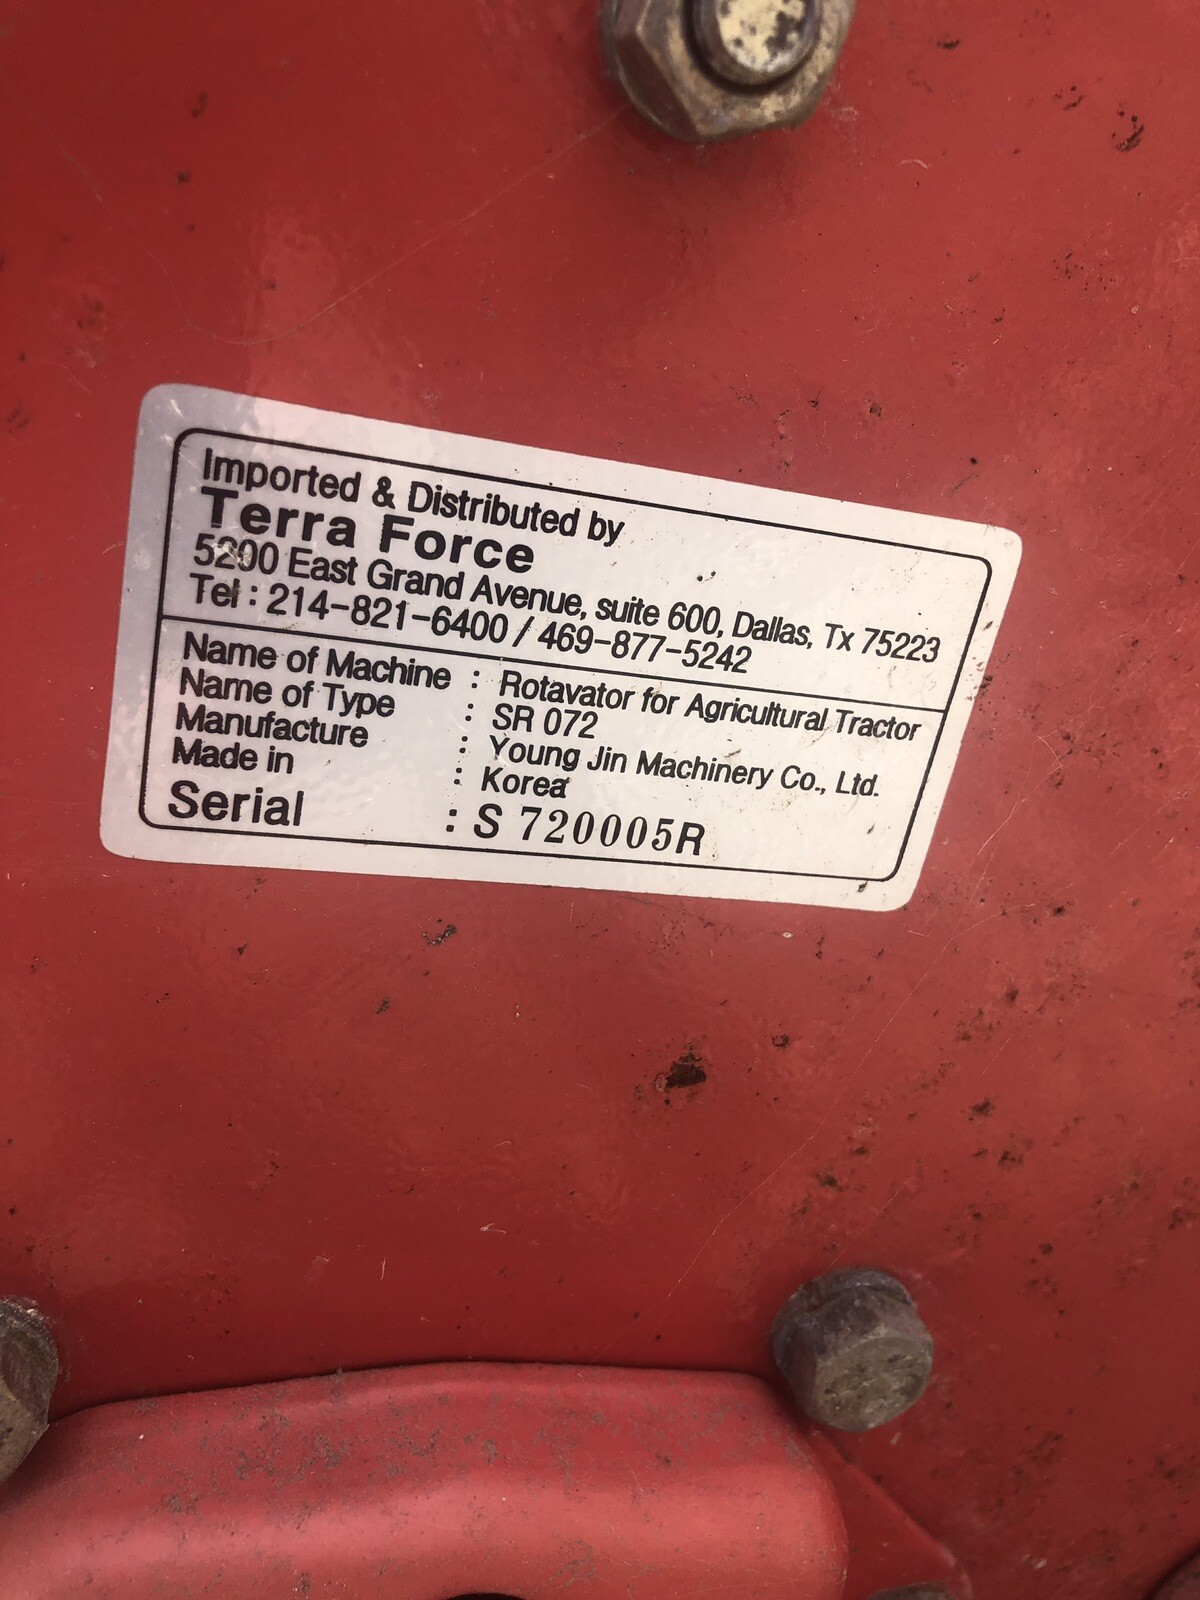 Imported & Distributed by
Terra Force
5200 East Grand Avenue, suite 600, Dallas, Tx 75223
Tel : 214-821-6400 / 469-877-5242
Name of Machine : Rotavator for Agricultural Tractor
Name of Type : SR 072
Manufacture : Young Jin Machinery Co., Ltd.
Made in : Korea
Serial : S 720005R